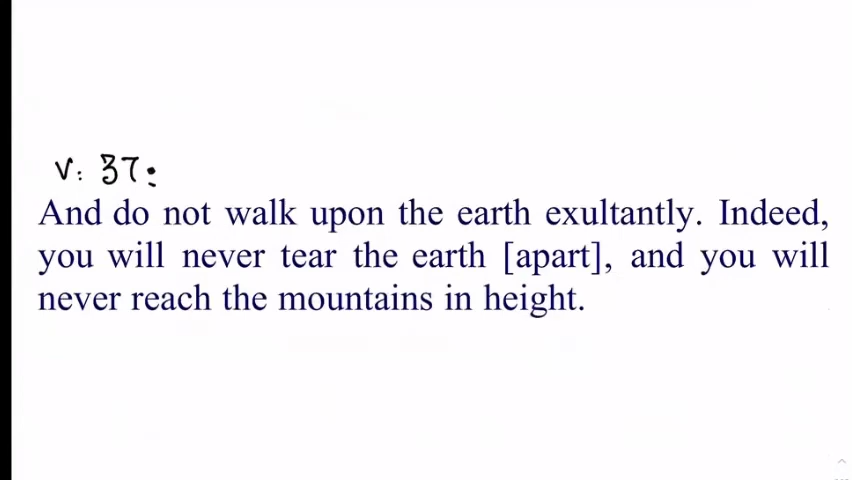 V: 37:
And do not walk upon the earth exultantly. Indeed,
you will never tear the earth [apart], and you will
never reach the mountains in height.